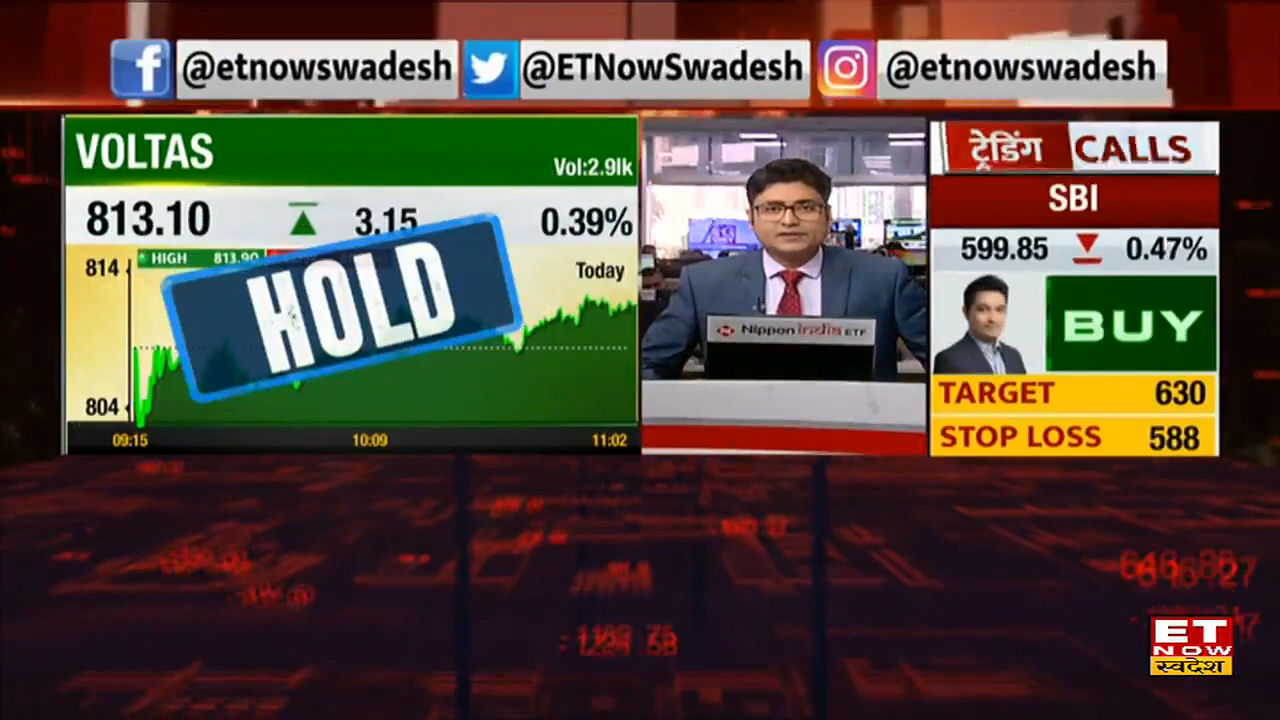 @etnowswadesh @ETNowSwadesh @etnowswadesh
VOLTAS
Vol:2.9lk
813.10 3.15 0.39%
HIGH 813.90
814
Today
HOLD
804
09:15 10:09 11:02
Nippon india ETF
ट्रेडिंग CALLS
SBI
599.85 0.47%
BUY
TARGET 630
STOP LOSS 588
ET
NOW
स्वदेश